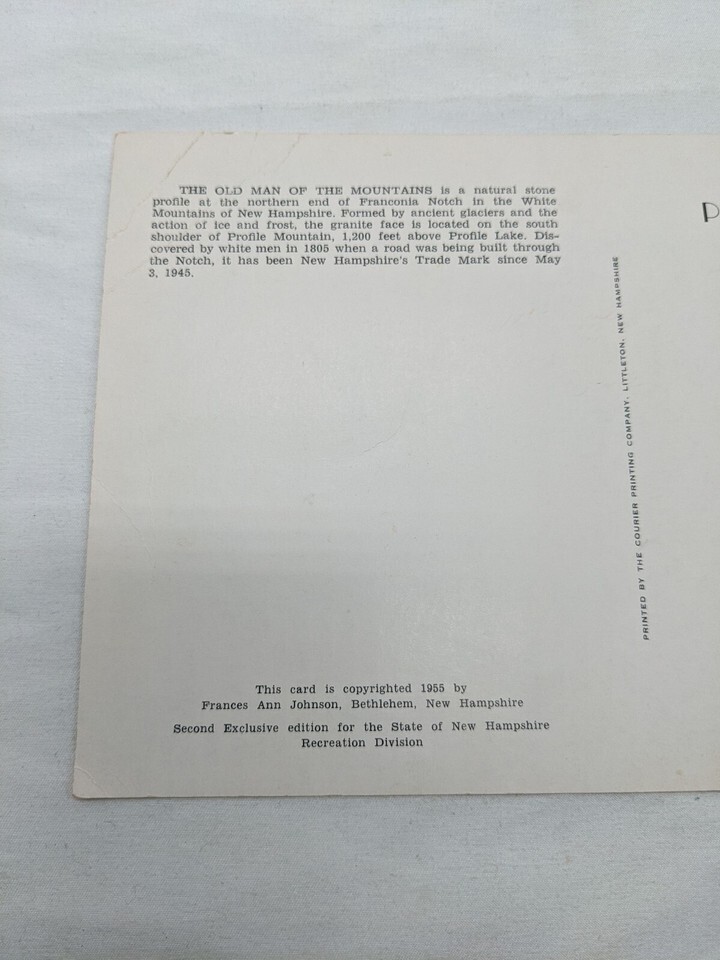 THE OLD MAN OF THE MOUNTAINS is a natural stone
profile at the northern end of Franconia Notch in the White
Mountains of New Hampshire. Formed by ancient glaciers and the
action of ice and frost, the granite face is located on the south
shoulder of Profile Mountain, 1,200 feet above Profile Lake. Dis-
covered by white men in 1805 when a road was being built through
the Notch, it has been New Hampshire's Trade Mark since May
3, 1945.
P
PRINTED BY THE COURIER PRINTING COMPANY, LITTLETON, NEW HAMPSHIRE
This card is copyrighted 1955 by
Frances Ann Johnson, Bethlehem, New Hampshire
Second Exclusive edition for the State of New Hampshire
Recreation Division